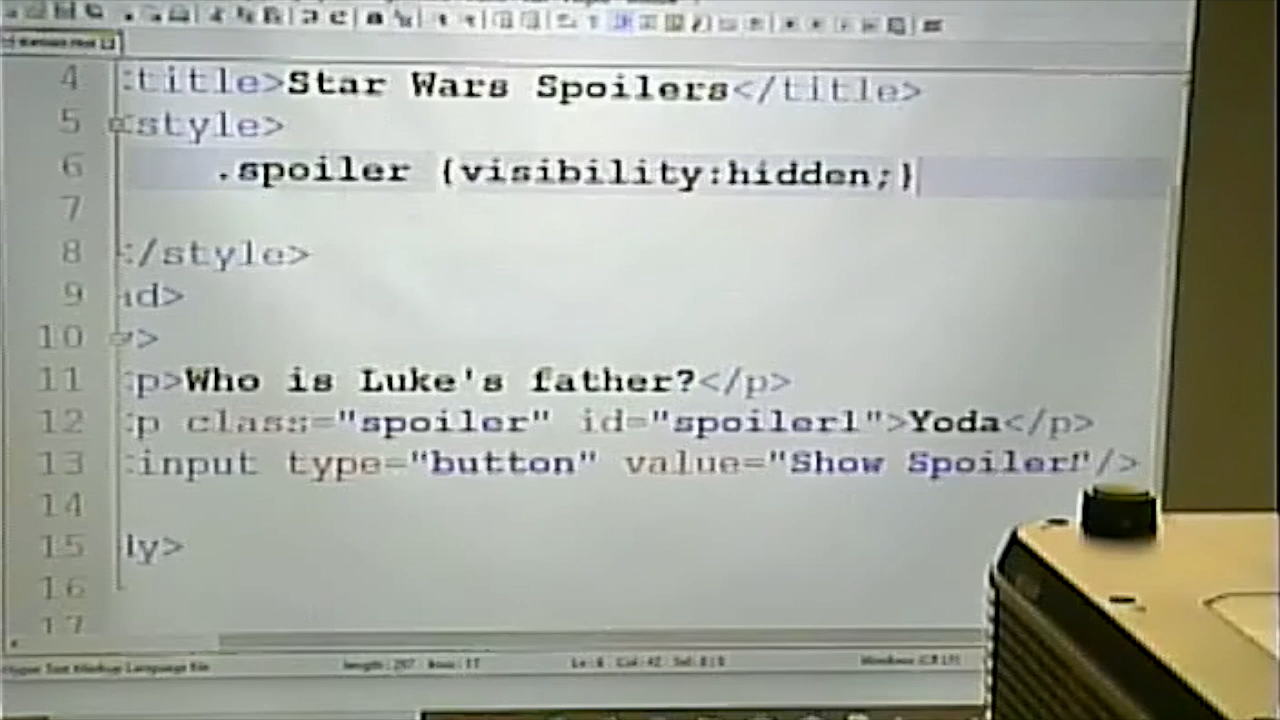 4 :title>Star Wars Spoilers</title>
5 :style>
6 .spoiler {visibility:hidden;}
7
8 :/style>
9 ad>
10 >
11 :p>Who is Luke's father?</p>
12 :p class="spoiler" id="spoiler1">Yoda</p>
13 :input type="button" value="Show Spoiler!"/>
14
15 ly>
16
17